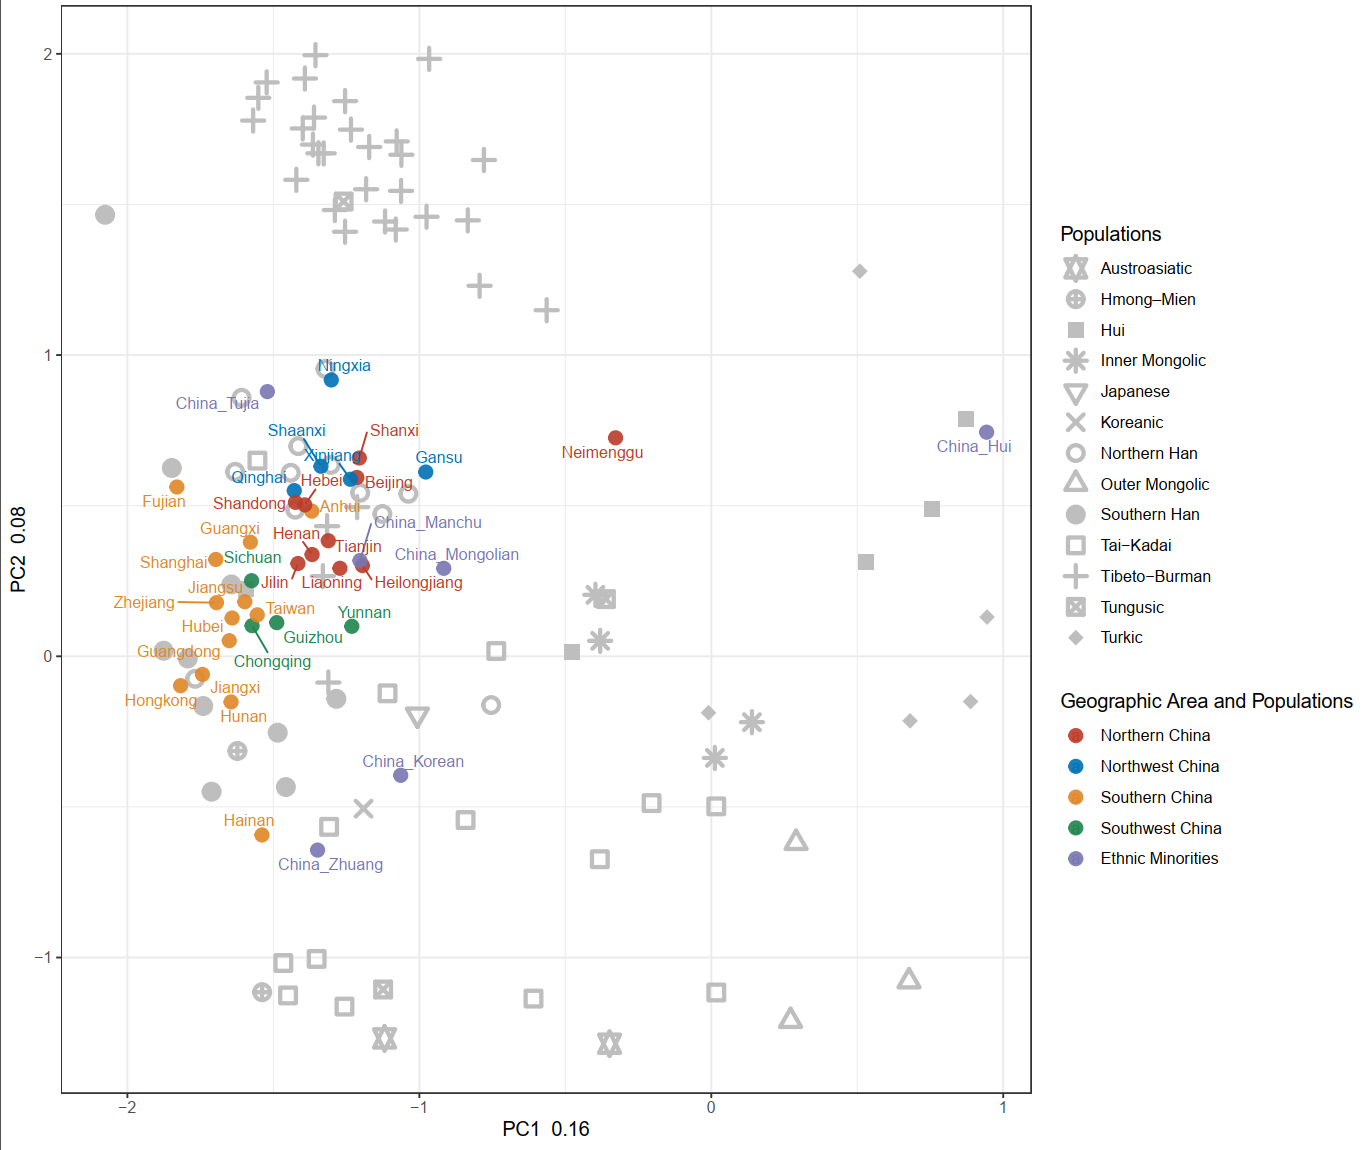 2
1
0
−1
−2
−1
0
1
PC2 0.08
PC1 0.16
Ningxia
China_Tujia
Shaanxi
Shanxi
Xinjiang
Gansu
Neimenggu
China_Hui
Qinghai
Hebei
Beijing
Fujian
Shandong
Anhui
Guangxi
China_Manchu
Henan
Tianjin
Shanghai
Sichuan
China_Mongolian
Jiangsu
Jilin
Liaoning
Heilongjiang
Zhejiang
Taiwan
Yunnan
Hubei
Guizhou
Guangdong
Chongqing
Hongkong
Jiangxi
Hunan
China_Korean
Hainan
China_Zhuang
Populations
Austroasiatic
Hmong−Mien
Hui
Inner Mongolic
Japanese
Koreanic
Northern Han
Outer Mongolic
Southern Han
Tai−Kadai
Tibeto−Burman
Tungusic
Turkic
Geographic Area and Populations
Northern China
Northwest China
Southern China
Southwest China
Ethnic Minorities